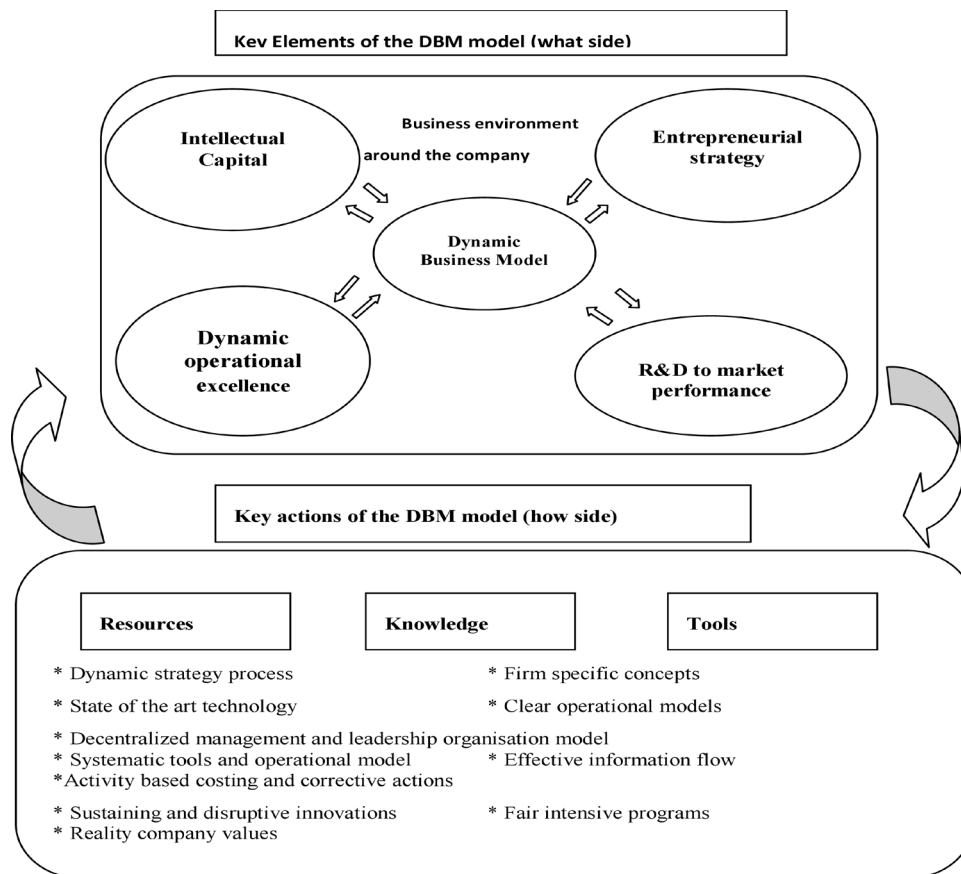 Kev Elements of the DBM model (what side)
Intellectual
Capital
Business environment
around the company
Entrepreneurial
strategy
Dynamic
Business Model
Dynamic
operational
excellence
R&D to market
performance
Key actions of the DBM model (how side)
Resources
Knowledge
Tools
* Dynamic strategy process
* Firm specific concepts
* State of the art technology
* Clear operational models
* Decentralized management and leadership organisation model
* Systematic tools and operational model
* Effective information flow
*Activity based costing and corrective actions
* Sustaining and disruptive innovations
* Fair intensive programs
* Reality company values